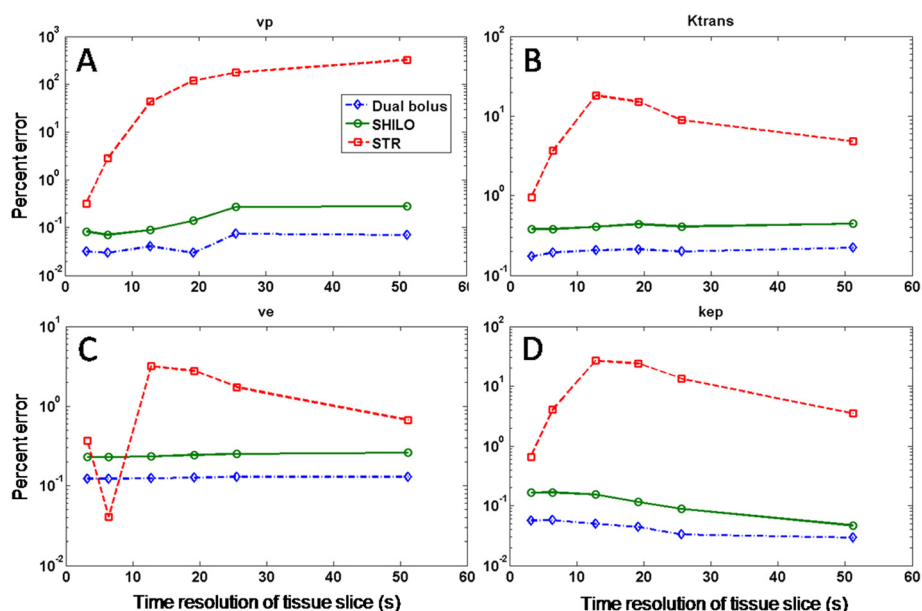 vp
Ktrans
A
B
Percent error
10^3
10^2
10^1
10^0
10^-1
10^-2
Dual bolus
SHILO
STR
0 10 20 30 40 50 60
10^2
10^1
10^0
10^-1
0 10 20 30 40 50 60
ve
kep
C
D
Percent error
10^1
10^0
10^-1
10^-2
0 10 20 30 40 50 60
Time resolution of tissue slice (s)
10^2
10^1
10^0
10^-1
10^-2
0 10 20 30 40 50 60
Time resolution of tissue slice (s)